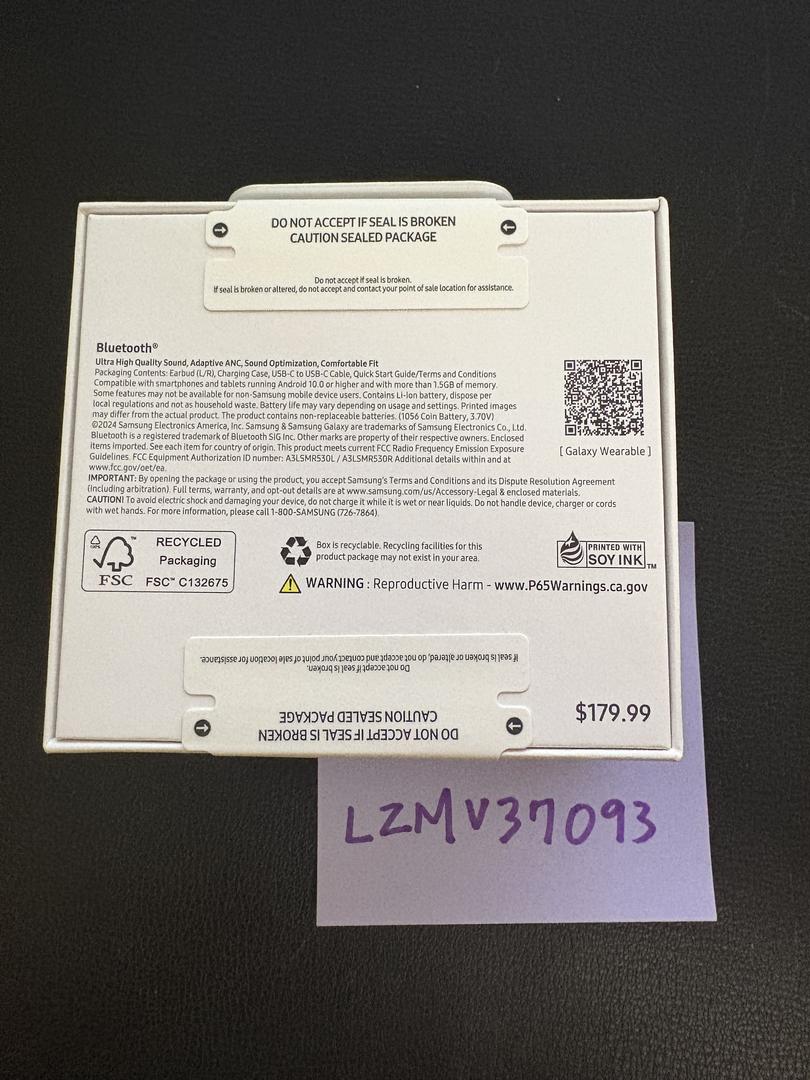 DO NOT ACCEPT IF SEAL IS BROKEN
CAUTION SEALED PACKAGE
Do not accept if seal is broken.
If seal is broken or altered, do not accept and contact your point of sale location for assistance.
Bluetooth®
Ultra High Quality Sound, Adaptive ANC, Sound Optimization, Comfortable Fit
Packaging Contents: Earbud (L/R), Charging Case, USB-C to USB-C Cable, Quick Start Guide/Terms and Conditions
Compatible with smartphones and tablets running Android 10.0 or higher and with more than 1.5GB of memory.
Some features may not be available for non-Samsung mobile device users. Contains Li-Ion battery, dispose per
local regulations and not as household waste. Battery life may vary depending on usage and settings. Printed images
may differ from the actual product. The product contains non-replaceable batteries. (1056 Coin Battery, 3.70V)
©2024 Samsung Electronics America, Inc. Samsung & Samsung Galaxy are trademarks of Samsung Electronics Co., Ltd.
Bluetooth is a registered trademark of Bluetooth SIG Inc. Other marks are property of their respective owners. Enclosed
items imported. See each item for country of origin. This product meets current FCC Radio Frequency Emission Exposure
Guidelines. FCC Equipment Authorization ID number: A3LSMR530L / A3LSMR530R Additional details within and at
www.fcc.gov/oet/ea.
IMPORTANT: By opening the package or using the product, you accept Samsung's Terms and Conditions and its Dispute Resolution Agreement
(including arbitration). Full terms, warranty, and opt-out details are at www.samsung.com/us/Accessory-Legal & enclosed materials.
CAUTION! To avoid electric shock and damaging your device, do not charge it while it is wet or near liquids. Do not handle device, charger or cords
with wet hands. For more information, please call 1-800-SAMSUNG (726-7864).
[ Galaxy Wearable ]
100%
FSC™
RECYCLED
Packaging
FSC™ C132675
Box is recyclable. Recycling facilities for this
product package may not exist in your area.
PRINTED WITH
SOY INK™
WARNING : Reproductive Harm - www.P65Warnings.ca.gov
If seal is broken or altered, do not accept and contact your point of sale location for assistance.
Do not accept if seal is broken.
CAUTION SEALED PACKAGE
DO NOT ACCEPT IF SEAL IS BROKEN
$179.99
LZMV37093